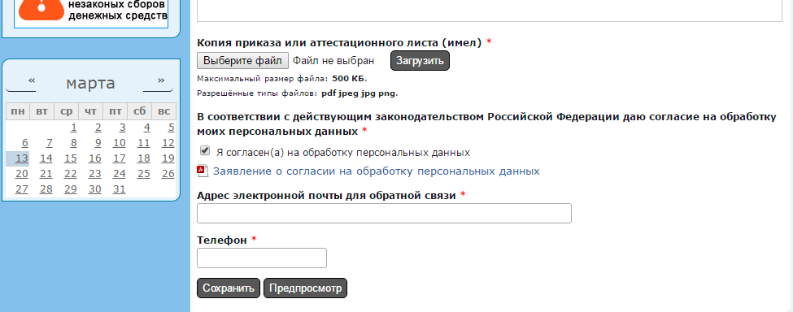 незаконых сборов
денежных средств
« марта »
пн вт ср чт пт сб вс
1 2 3 4 5
6 7 8 9 10 11 12
13 14 15 16 17 18 19
20 21 22 23 24 25 26
27 28 29 30 31
Копия приказа или аттестационного листа (имел) *
Выберите файл Файл не выбран Загрузить
Максимальный размер файла: 500 КБ.
Разрешённые типы файлов: pdf jpeg jpg png.
В соответствии с действующим законодательством Российской Федерации даю согласие на обработку
моих персональных данных *
Я согласен(а) на обработку персональных данных
Заявление о согласии на обработку персональных данных
Адрес электронной почты для обратной связи *
Телефон *
Сохранить Предпросмотр